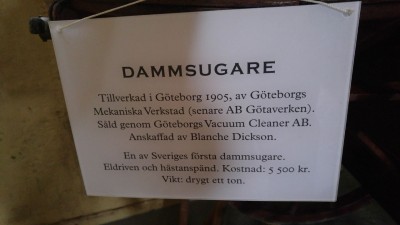 DAMMSUGARE
Tillverkad i Göteborg 1905, av Göteborgs
Mekaniska Verkstad (senare AB Götaverken).
Såld genom Göteborgs Vacuum Cleaner AB.
Anskaffad av Blanche Dickson.
En av Sveriges första dammsugare.
Eldriven och hästanspänd. Kostnad: 5 500 kr.
Vikt: drygt ett ton.